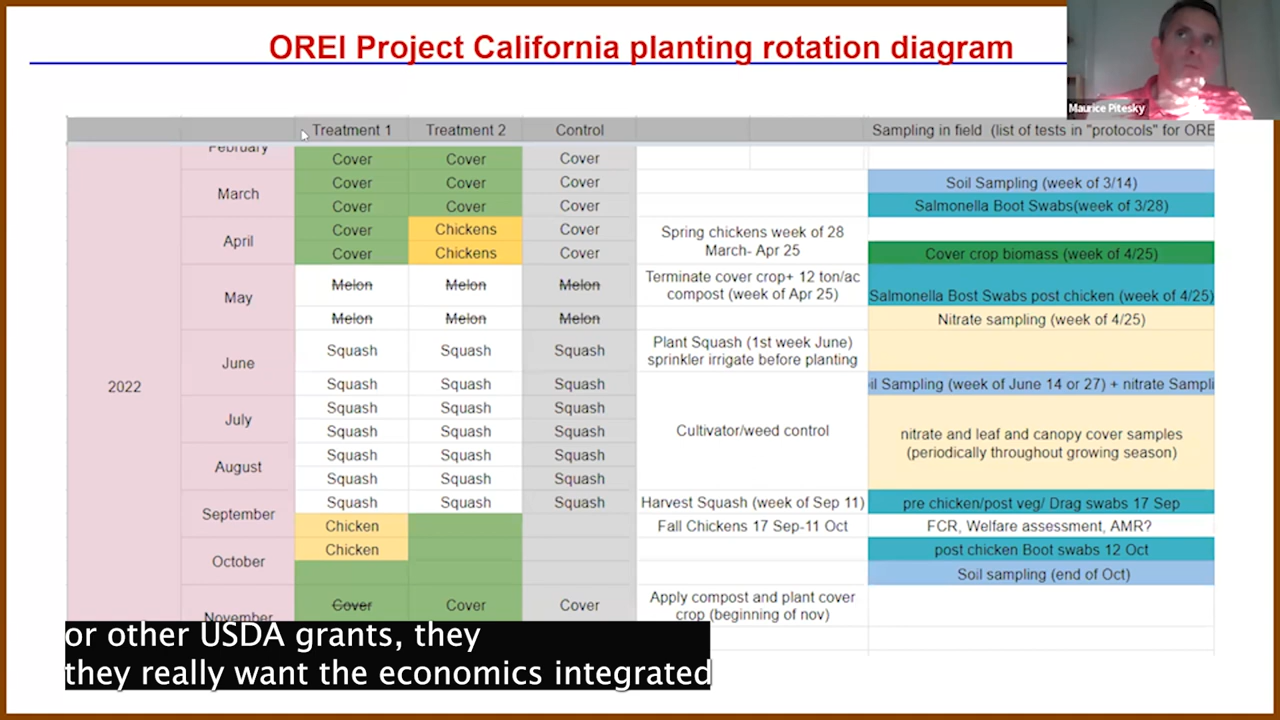 OREI Project California planting rotation diagram
Maurice Pitesky
Treatment 1 Treatment 2 Control Sampling in field (list of tests in "protocols" for ORE
February Cover Cover Cover
March Cover Cover Cover Soil Sampling (week of 3/14)
Cover Cover Cover Salmonella Boot Swabs(week of 3/28)
April Cover Chickens Cover Spring chickens week of 28
March- Apr 25
Cover Chickens Cover Cover crop biomass (week of 4/25)
May Melon Melon Melon Terminate cover crop+ 12 ton/ac
compost (week of Apr 25) Salmonella Bost Swabs post chicken (week of 4/25)
Melon Melon Melon Nitrate sampling (week of 4/25)
June Squash Squash Squash Plant Squash (1st week June)
sprinkler irrigate before planting
2022 Squash Squash Squash il Sampling (week of June 14 or 27) + nitrate Sampli
July Squash Squash Squash
Squash Squash Squash Cultivator/weed control nitrate and leaf and canopy cover samples
(periodically throughout growing season)
August Squash Squash Squash
Squash Squash Squash
September Squash Squash Squash Harvest Squash (week of Sep 11) pre chicken/post veg/ Drag swabs 17 Sep
Chicken Fall Chickens 17 Sep-11 Oct FCR, Welfare assessment, AMR?
October Chicken post chicken Boot swabs 12 Oct
Soil sampling (end of Oct)
November Cover Cover Cover Apply compost and plant cover
crop (beginning of nov)
or other USDA grants, they
they really want the economics integrated